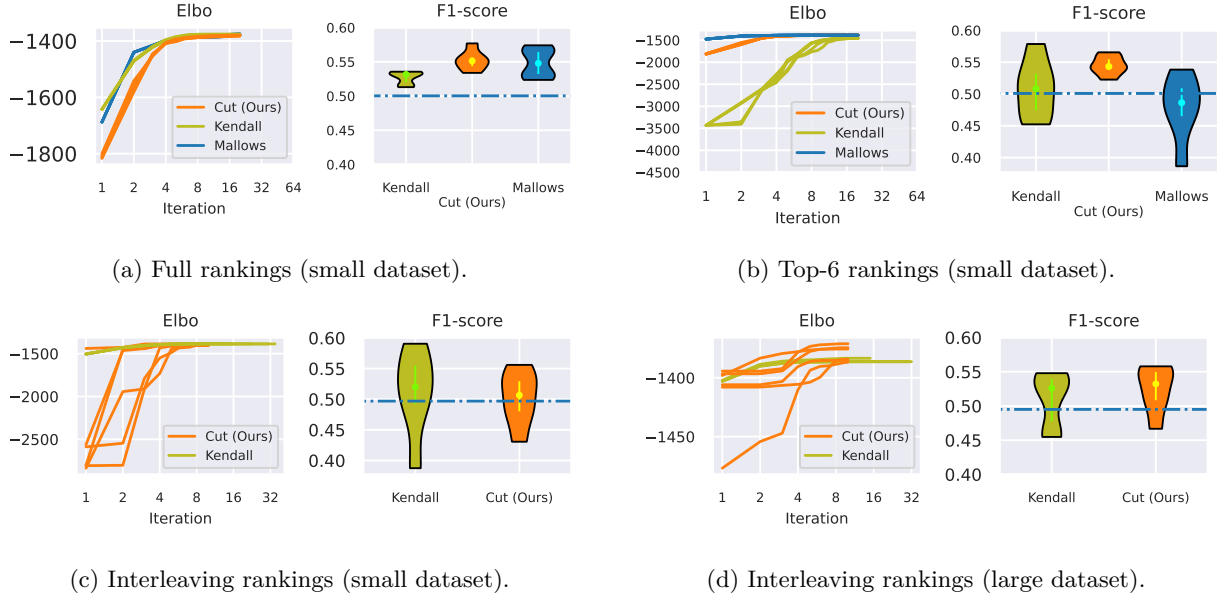 Elbo
−1400
−1600
−1800
Cut (Ours)
Kendall
Mallows
1 2 4 8 16 32 64
Iteration
F1-score
0.60
0.55
0.50
0.45
0.40
Kendall Mallows
Cut (Ours)
(a) Full rankings (small dataset).
Elbo
−1500
−2000
−2500
−3000
−3500
−4000
−4500
Cut (Ours)
Kendall
Mallows
1 2 4 8 16 32 64
Iteration
F1-score
0.60
0.50
0.40
Kendall Mallows
Cut (Ours)
(b) Top-6 rankings (small dataset).
Elbo
−1500
−2000
−2500
Cut (Ours)
Kendall
1 2 4 8 16 32
Iteration
F1-score
0.60
0.55
0.50
0.45
0.40
Kendall Cut (Ours)
(c) Interleaving rankings (small dataset).
Elbo
−1400
−1450
Cut (Ours)
Kendall
1 2 4 8 16 32
Iteration
F1-score
0.60
0.55
0.50
0.45
0.40
Kendall Cut (Ours)
(d) Interleaving rankings (large dataset).